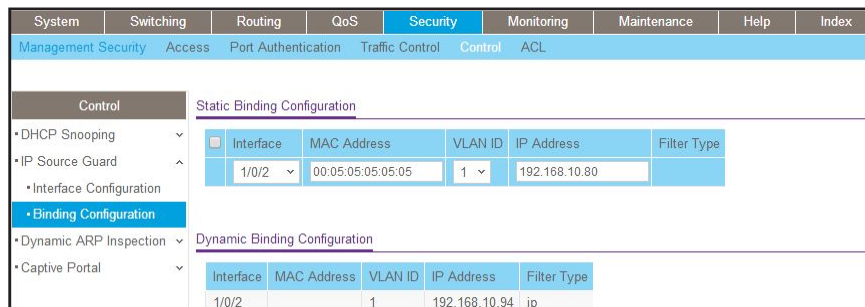 System Switching Routing QoS Security Monitoring Maintenance Help Index
Management Security Access Port Authentication Traffic Control Control ACL
Control
DHCP Snooping
IP Source Guard
Interface Configuration
Binding Configuration
Dynamic ARP Inspection
Captive Portal
Static Binding Configuration
Interface MAC Address VLAN ID IP Address Filter Type
1/0/2 00:05:05:05:05:05 1 192.168.10.80
Dynamic Binding Configuration
Interface MAC Address VLAN ID IP Address Filter Type
1/0/2 1 192.168.10.94 ip